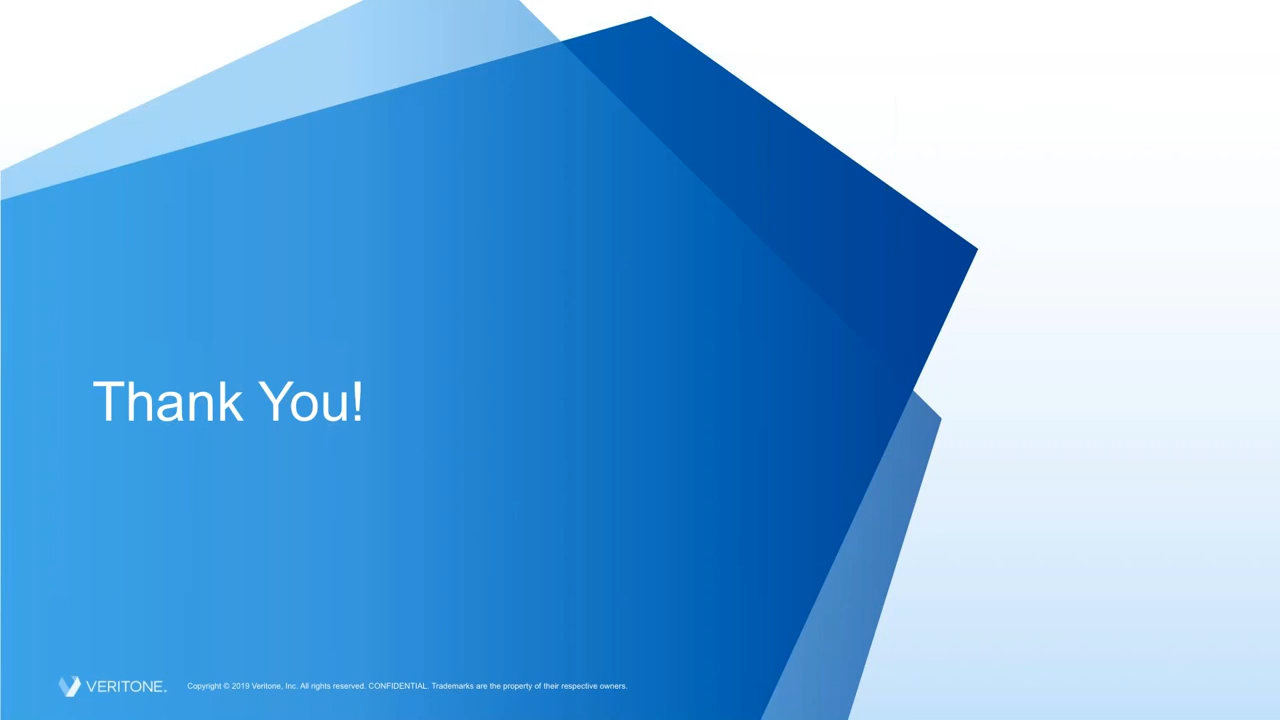 Thank You!
VERITONE® Copyright © 2019 Veritone, Inc. All rights reserved. CONFIDENTIAL. Trademarks are the property of their respective owners.